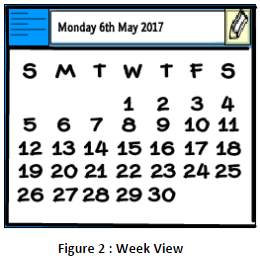 Monday 6th May 2017
S M T W T F S
1 2 3 4
5 6 7 8 9 10 11
12 13 14 15 16 17 18
19 20 21 22 23 24 25
26 27 28 29 30
Figure 2 : Week View